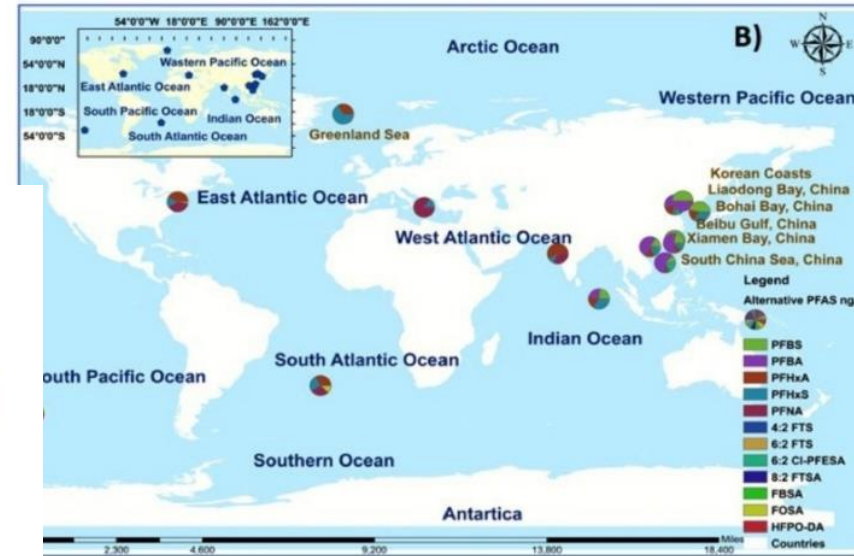 54°0'0"W 18°0'0"E 90°0'0"E 162°0'0"E
90°0'0"
54°0'0"N
18°0'0"N
18°0'0"S
54°0'0"S
Western Pacific Ocean
East Atlantic Ocean
South Pacific Ocean
Indian Ocean
South Atlantic Ocean
Arctic Ocean
B)
N
W E
S
Western Pacific Ocean
Greenland Sea
East Atlantic Ocean
West Atlantic Ocean
Korean Coasts
Liaodong Bay, China
Bohai Bay, China
Beibu Gulf, China
Xiamen Bay, China
South China Sea, China
Indian Ocean
South Atlantic Ocean
outh Pacific Ocean
Southern Ocean
Antartica
Legend
Alternative PFAS ng
PFBS
PFBA
PFHxA
PFHxS
PFNA
4:2 FTS
6:2 FTS
6:2 Cl-PFESA
8:2 FTSA
FBSA
FOSA
HFPO-DA
Countries
Miles
2,300 4,600 9,200 13,800 18,400